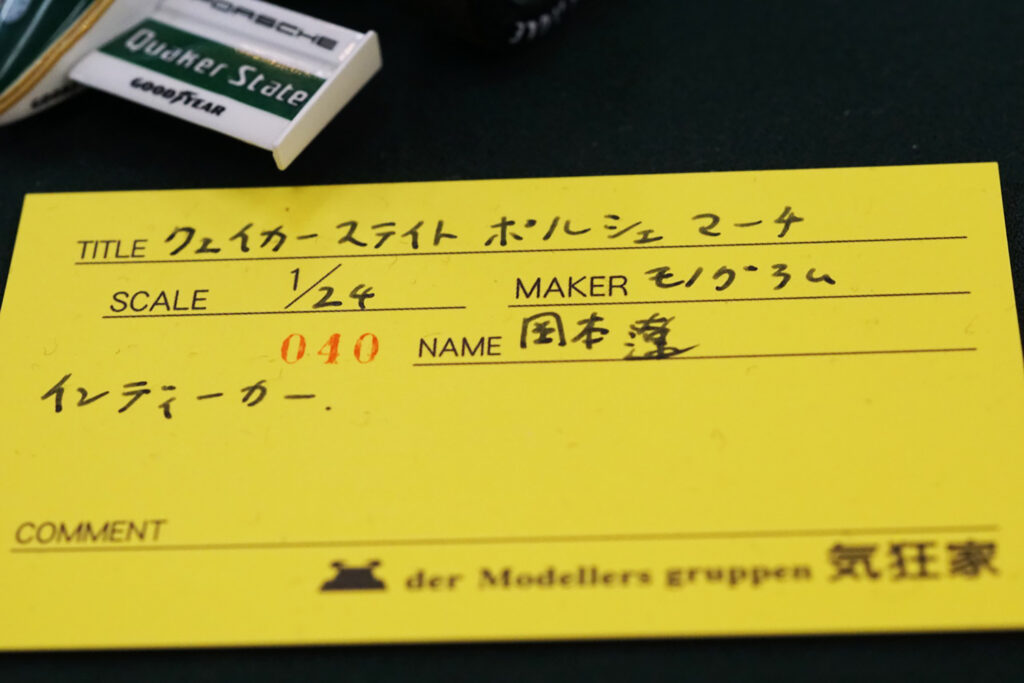 PORSCHE
Quaker State
GOODYEAR
TITLE クェイカーステイト ポルシェ マーチ
SCALE 1/24 MAKER モノグラム
040 NAME 岡本
インディーカー.
COMMENT
der Modellers gruppen 気狂家